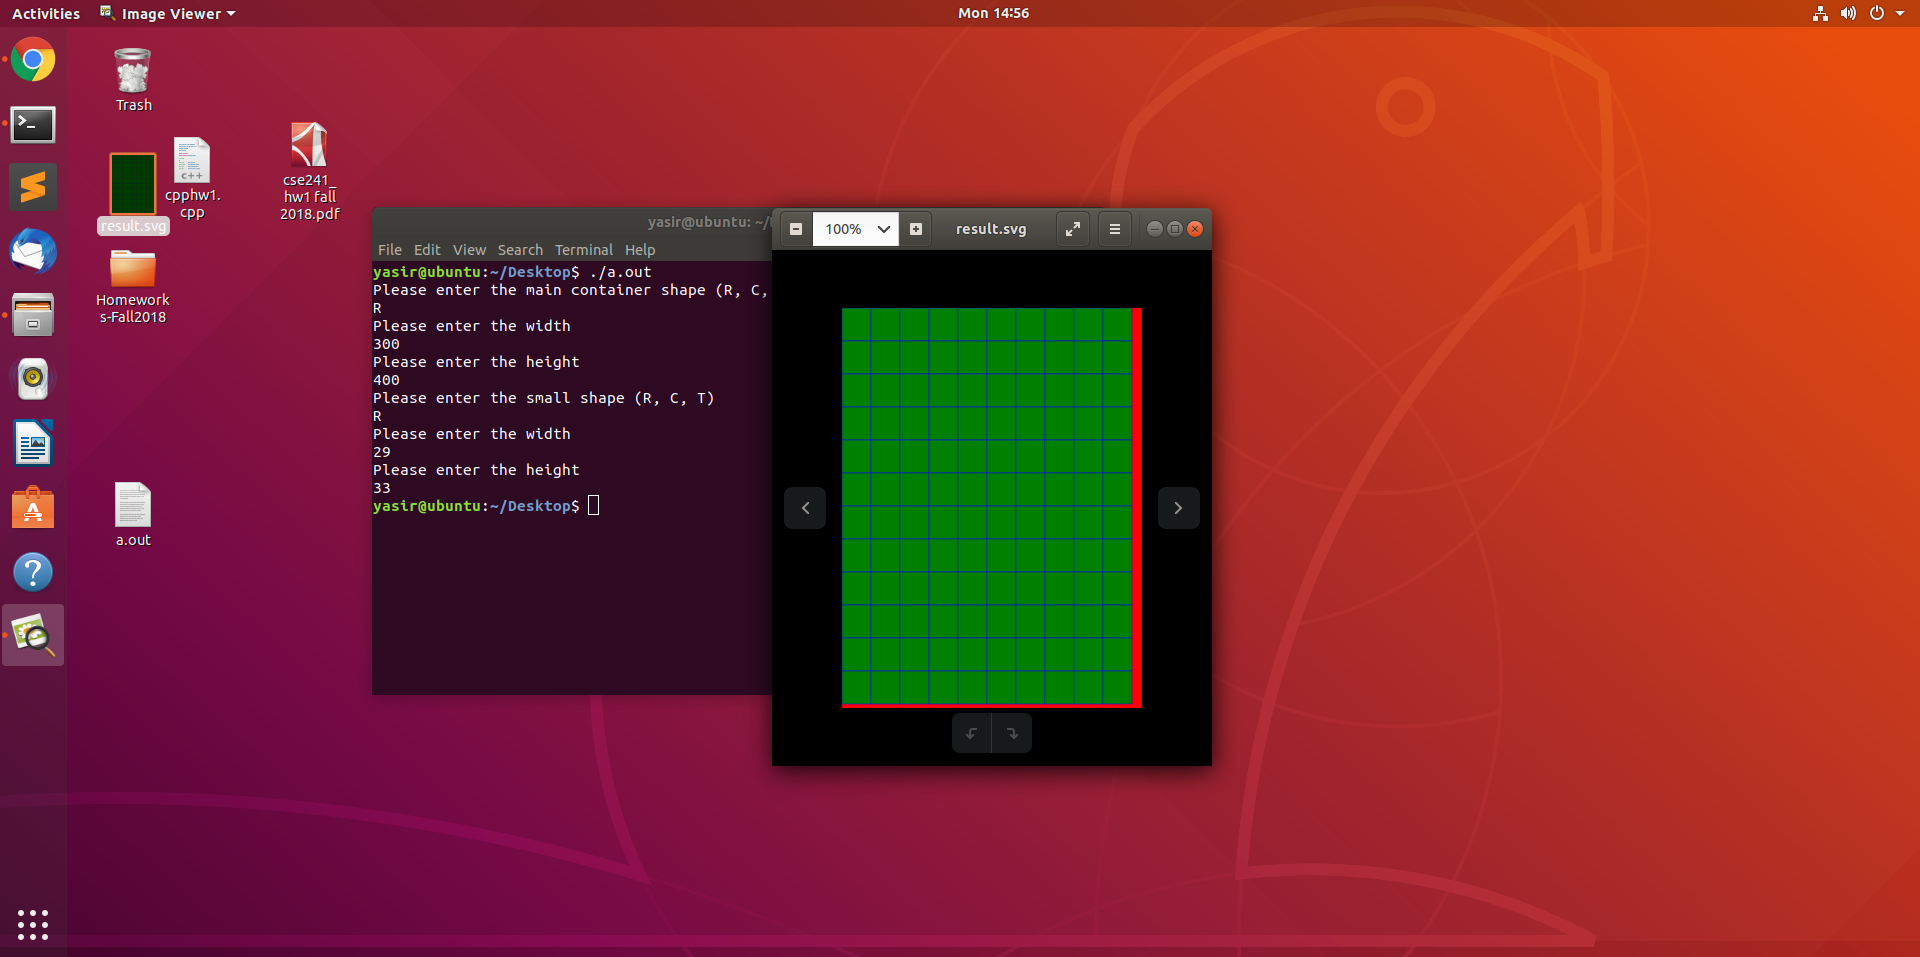 Activities Image Viewer Mon 14:56
Trash
cpphw1.
cpp
cse241_
hw1 fall
2018.pdf
result.svg
Homework
s-Fall2018
a.out
yasir@ubuntu: ~/
File Edit View Search Terminal Help
yasir@ubuntu:~/Desktop$ ./a.out
Please enter the main container shape (R, C,
R
Please enter the width
300
Please enter the height
400
Please enter the small shape (R, C, T)
R
Please enter the width
29
Please enter the height
33
yasir@ubuntu:~/Desktop$
100% result.svg